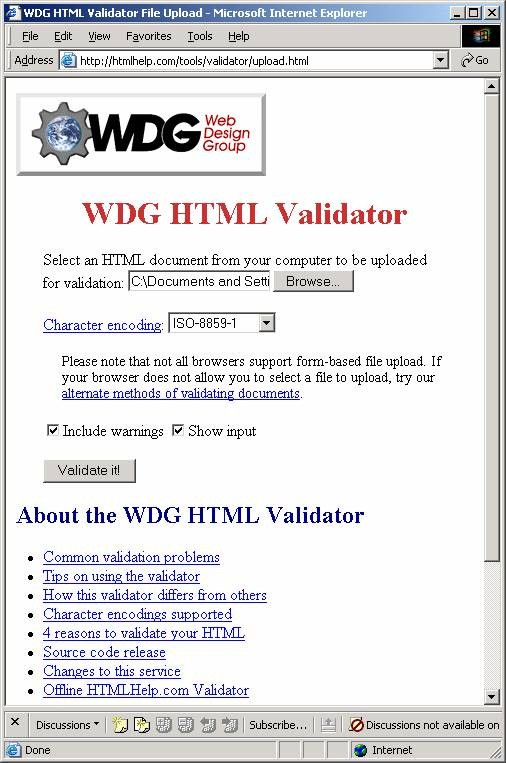 WDG HTML Validator File Upload - Microsoft Internet Explorer
File Edit View Favorites Tools Help
Address http://htmlhelp.com/tools/validator/upload.html Go
WDG Web Design Group
WDG HTML Validator
Select an HTML document from your computer to be uploaded
for validation: C:\Documents and Setti Browse...
Character encoding: ISO-8859-1
Please note that not all browsers support form-based file upload. If
your browser does not allow you to select a file to upload, try our
alternate methods of validating documents.
Include warnings Show input
Validate it!
About the WDG HTML Validator
Common validation problems
Tips on using the validator
How this validator differs from others
Character encodings supported
4 reasons to validate your HTML
Source code release
Changes to this service
Offline HTMLHelp.com Validator
Discussions Subscribe... Discussions not available on
Done Internet